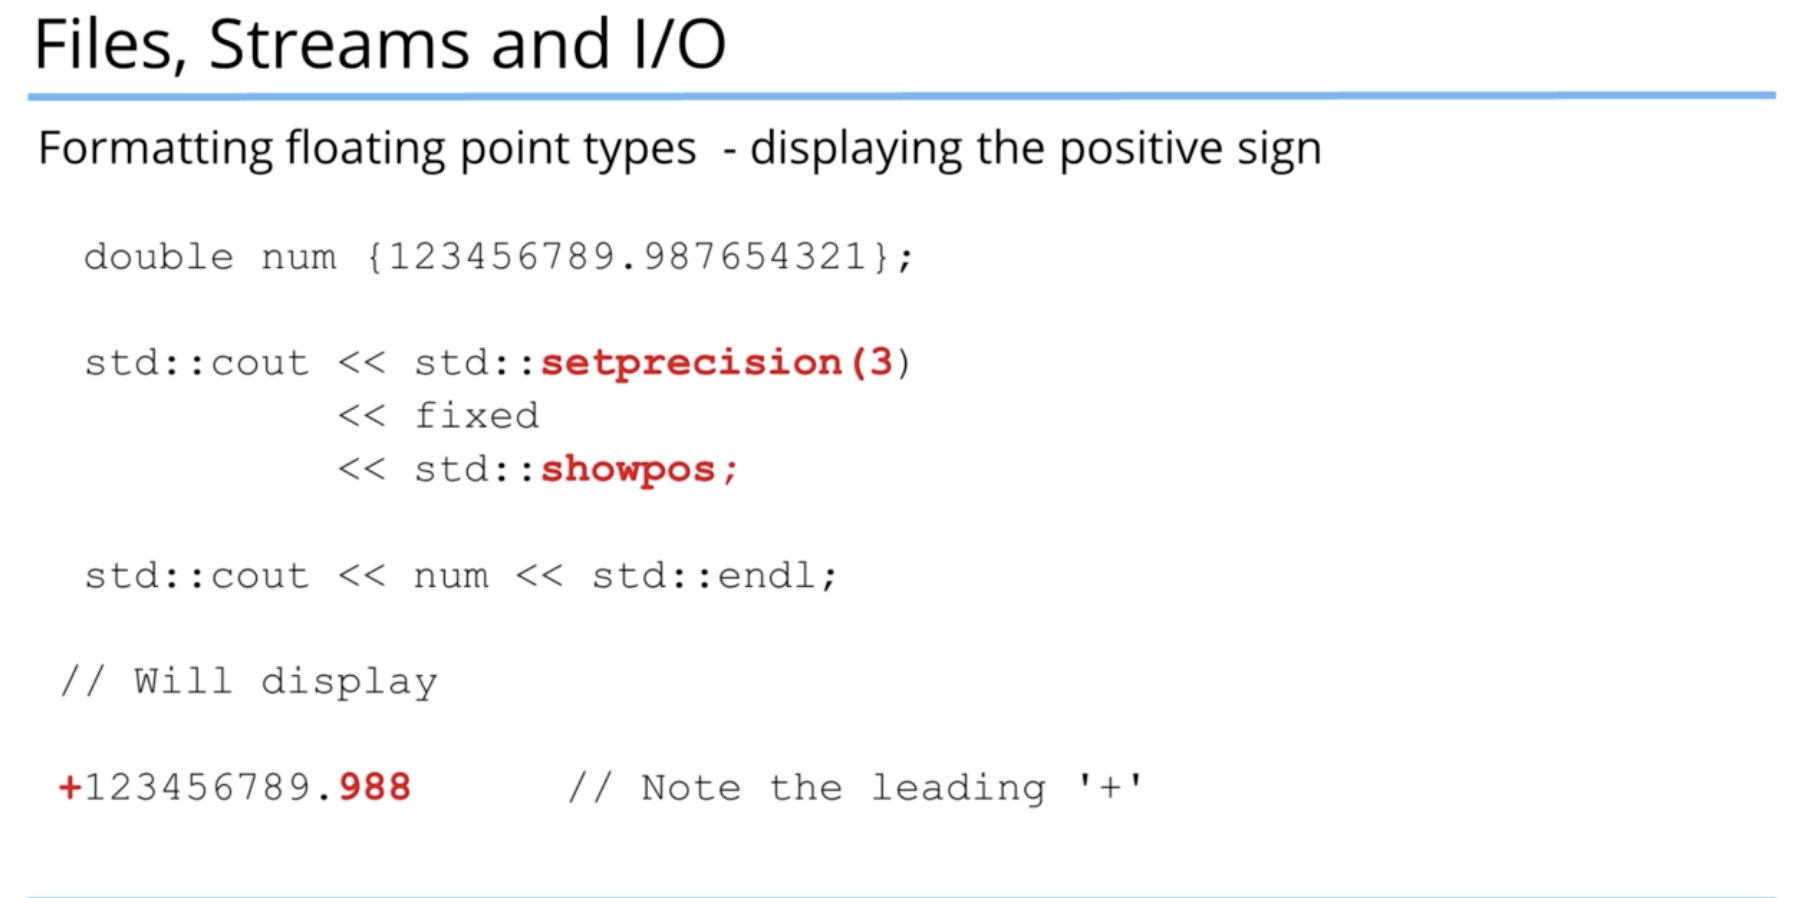 Files, Streams and I/O
Formatting floating point types - displaying the positive sign
double num {123456789.987654321};
std::cout << std::setprecision(3)
<< fixed
<< std::showpos;
std::cout << num << std::endl;
// Will display
+123456789.988 // Note the leading '+'